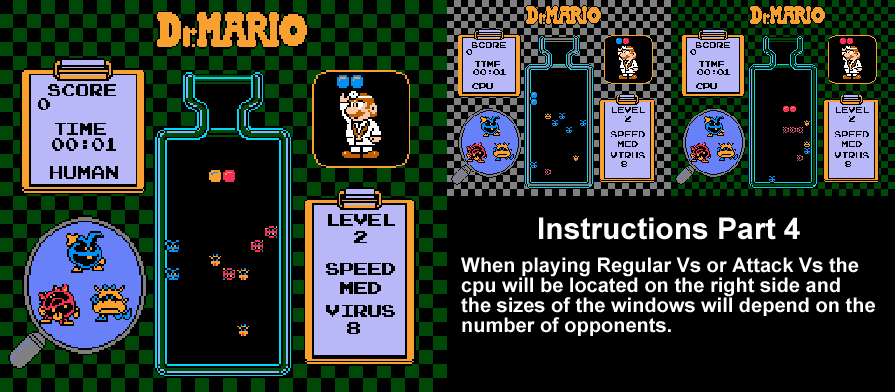 Dr. MARIO
SCORE
0
TIME
00:01
HUMAN
LEVEL
2
SPEED
MED
VIRUS
8
Dr. MARIO
SCORE
0
TIME
00:01
CPU
LEVEL
2
SPEED
MED
VIRUS
8
Dr. MARIO
SCORE
0
TIME
00:01
CPU
LEVEL
2
SPEED
MED
VIRUS
8
Instructions Part 4
When playing Regular Vs or Attack Vs the
cpu will be located on the right side and
the sizes of the windows will depend on the
number of opponents.